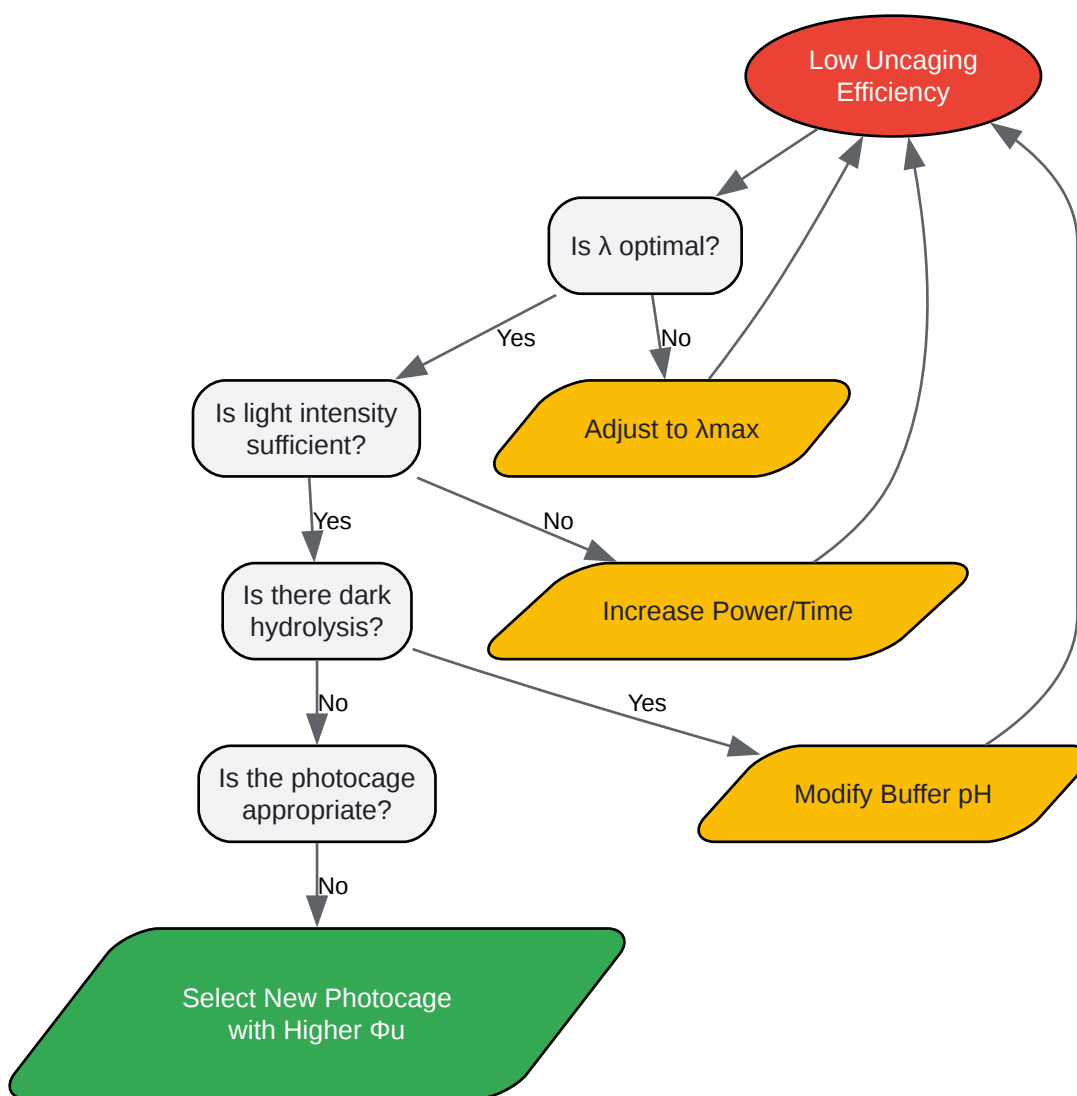 Low Uncaging
Efficiency
Is λ optimal?
Yes
No
Is light intensity
sufficient?
Adjust to λmax
Yes
No
Is there dark
hydrolysis?
Increase Power/Time
No
Yes
Is the photocage
appropriate?
Modify Buffer pH
No
Select New Photocage
with Higher Φu